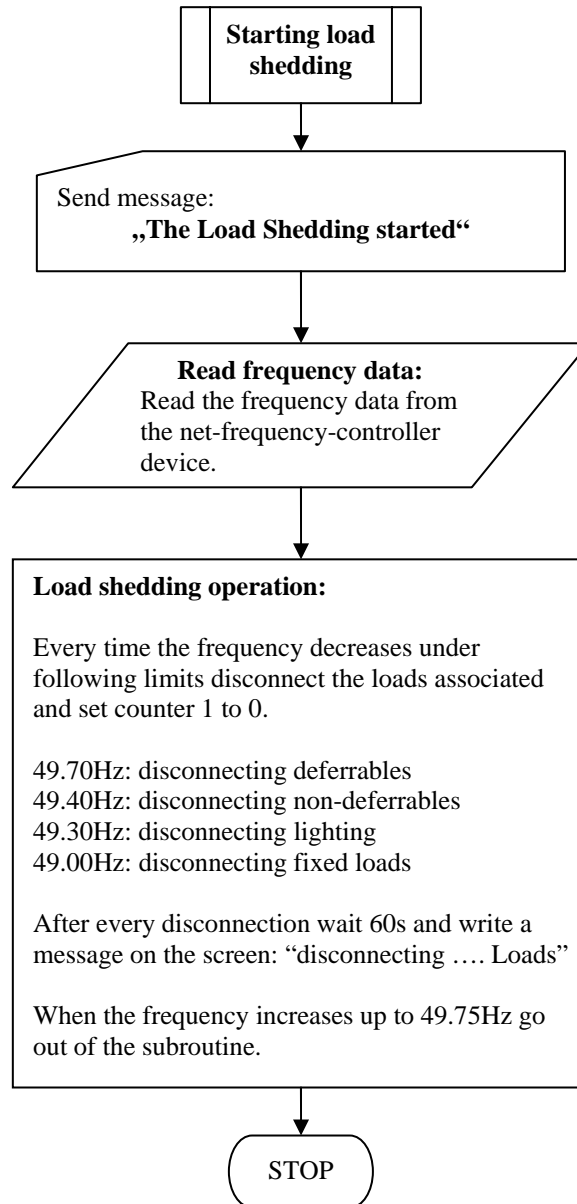 Starting load
shedding
Send message:
„The Load Shedding started“
Read frequency data:
Read the frequency data from
the net-frequency-controller
device.
Load shedding operation:
Every time the frequency decreases under
following limits disconnect the loads associated
and set counter 1 to 0.
49.70Hz: disconnecting deferrables
49.40Hz: disconnecting non-deferrables
49.30Hz: disconnecting lighting
49.00Hz: disconnecting fixed loads
After every disconnection wait 60s and write a
message on the screen: “disconnecting …. Loads”
When the frequency increases up to 49.75Hz go
out of the subroutine.
STOP